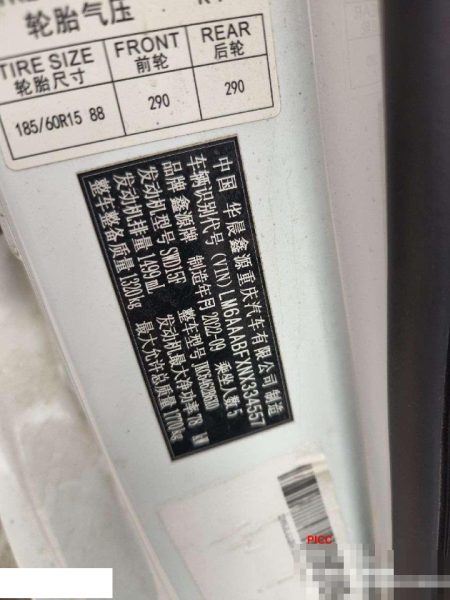 轮胎气压
TIRE SIZE
轮胎尺寸
FRONT
前轮
REAR
后轮
185/60R15 88
290
290
中国 华晨鑫源重庆汽车有限公司 制造
车辆识别代号 (VIN) LM6AAABFXNX334557
品牌 鑫源牌 制造年月 2022-09 乘坐人数 5
发动机型号 SWD15F 整车型号
发动机排量 1499 mL 发动机最大净功率 78 kW
整车整备质量 1320 kg 最大允许总质量 1770 kg
PICC